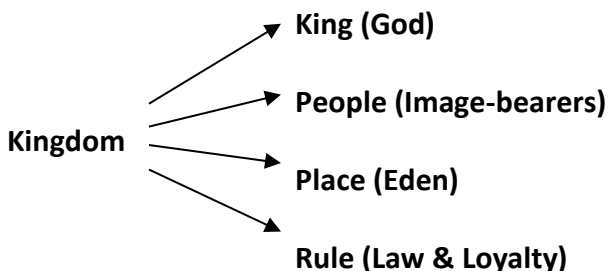 King (God)
People (Image-bearers)
Kingdom
Place (Eden)
Rule (Law & Loyalty)